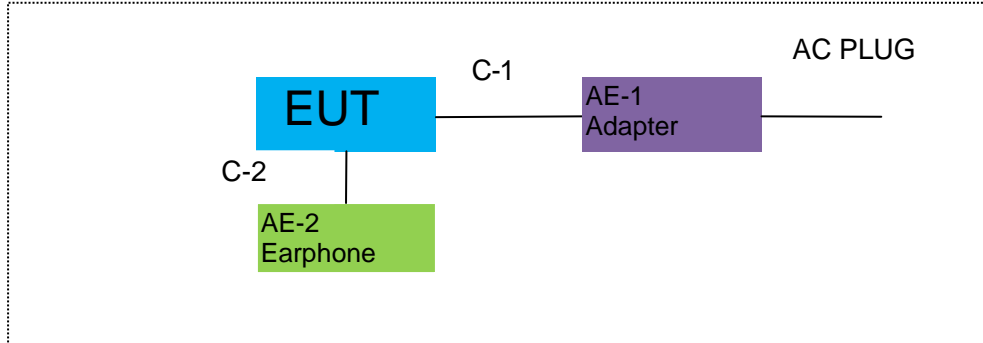 AC PLUG
C-1
EUT
AE-1
Adapter
C-2
AE-2
Earphone